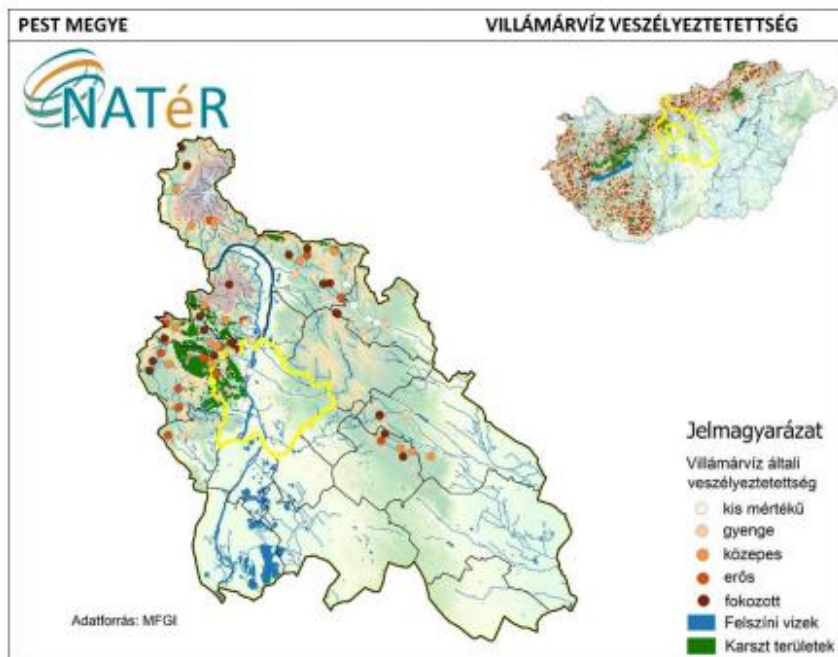 PEST MEGYE
VILLÁMÁRVÍZ VESZÉLYEZTETETTSÉG
NATéR
Jelmagyarázat
Villámárvíz általi
veszélyeztetettség
kis mértékű
gyenge
közepes
erős
fokozott
Felszíni vizek
Karszt területek
Adatforrás: MFGI